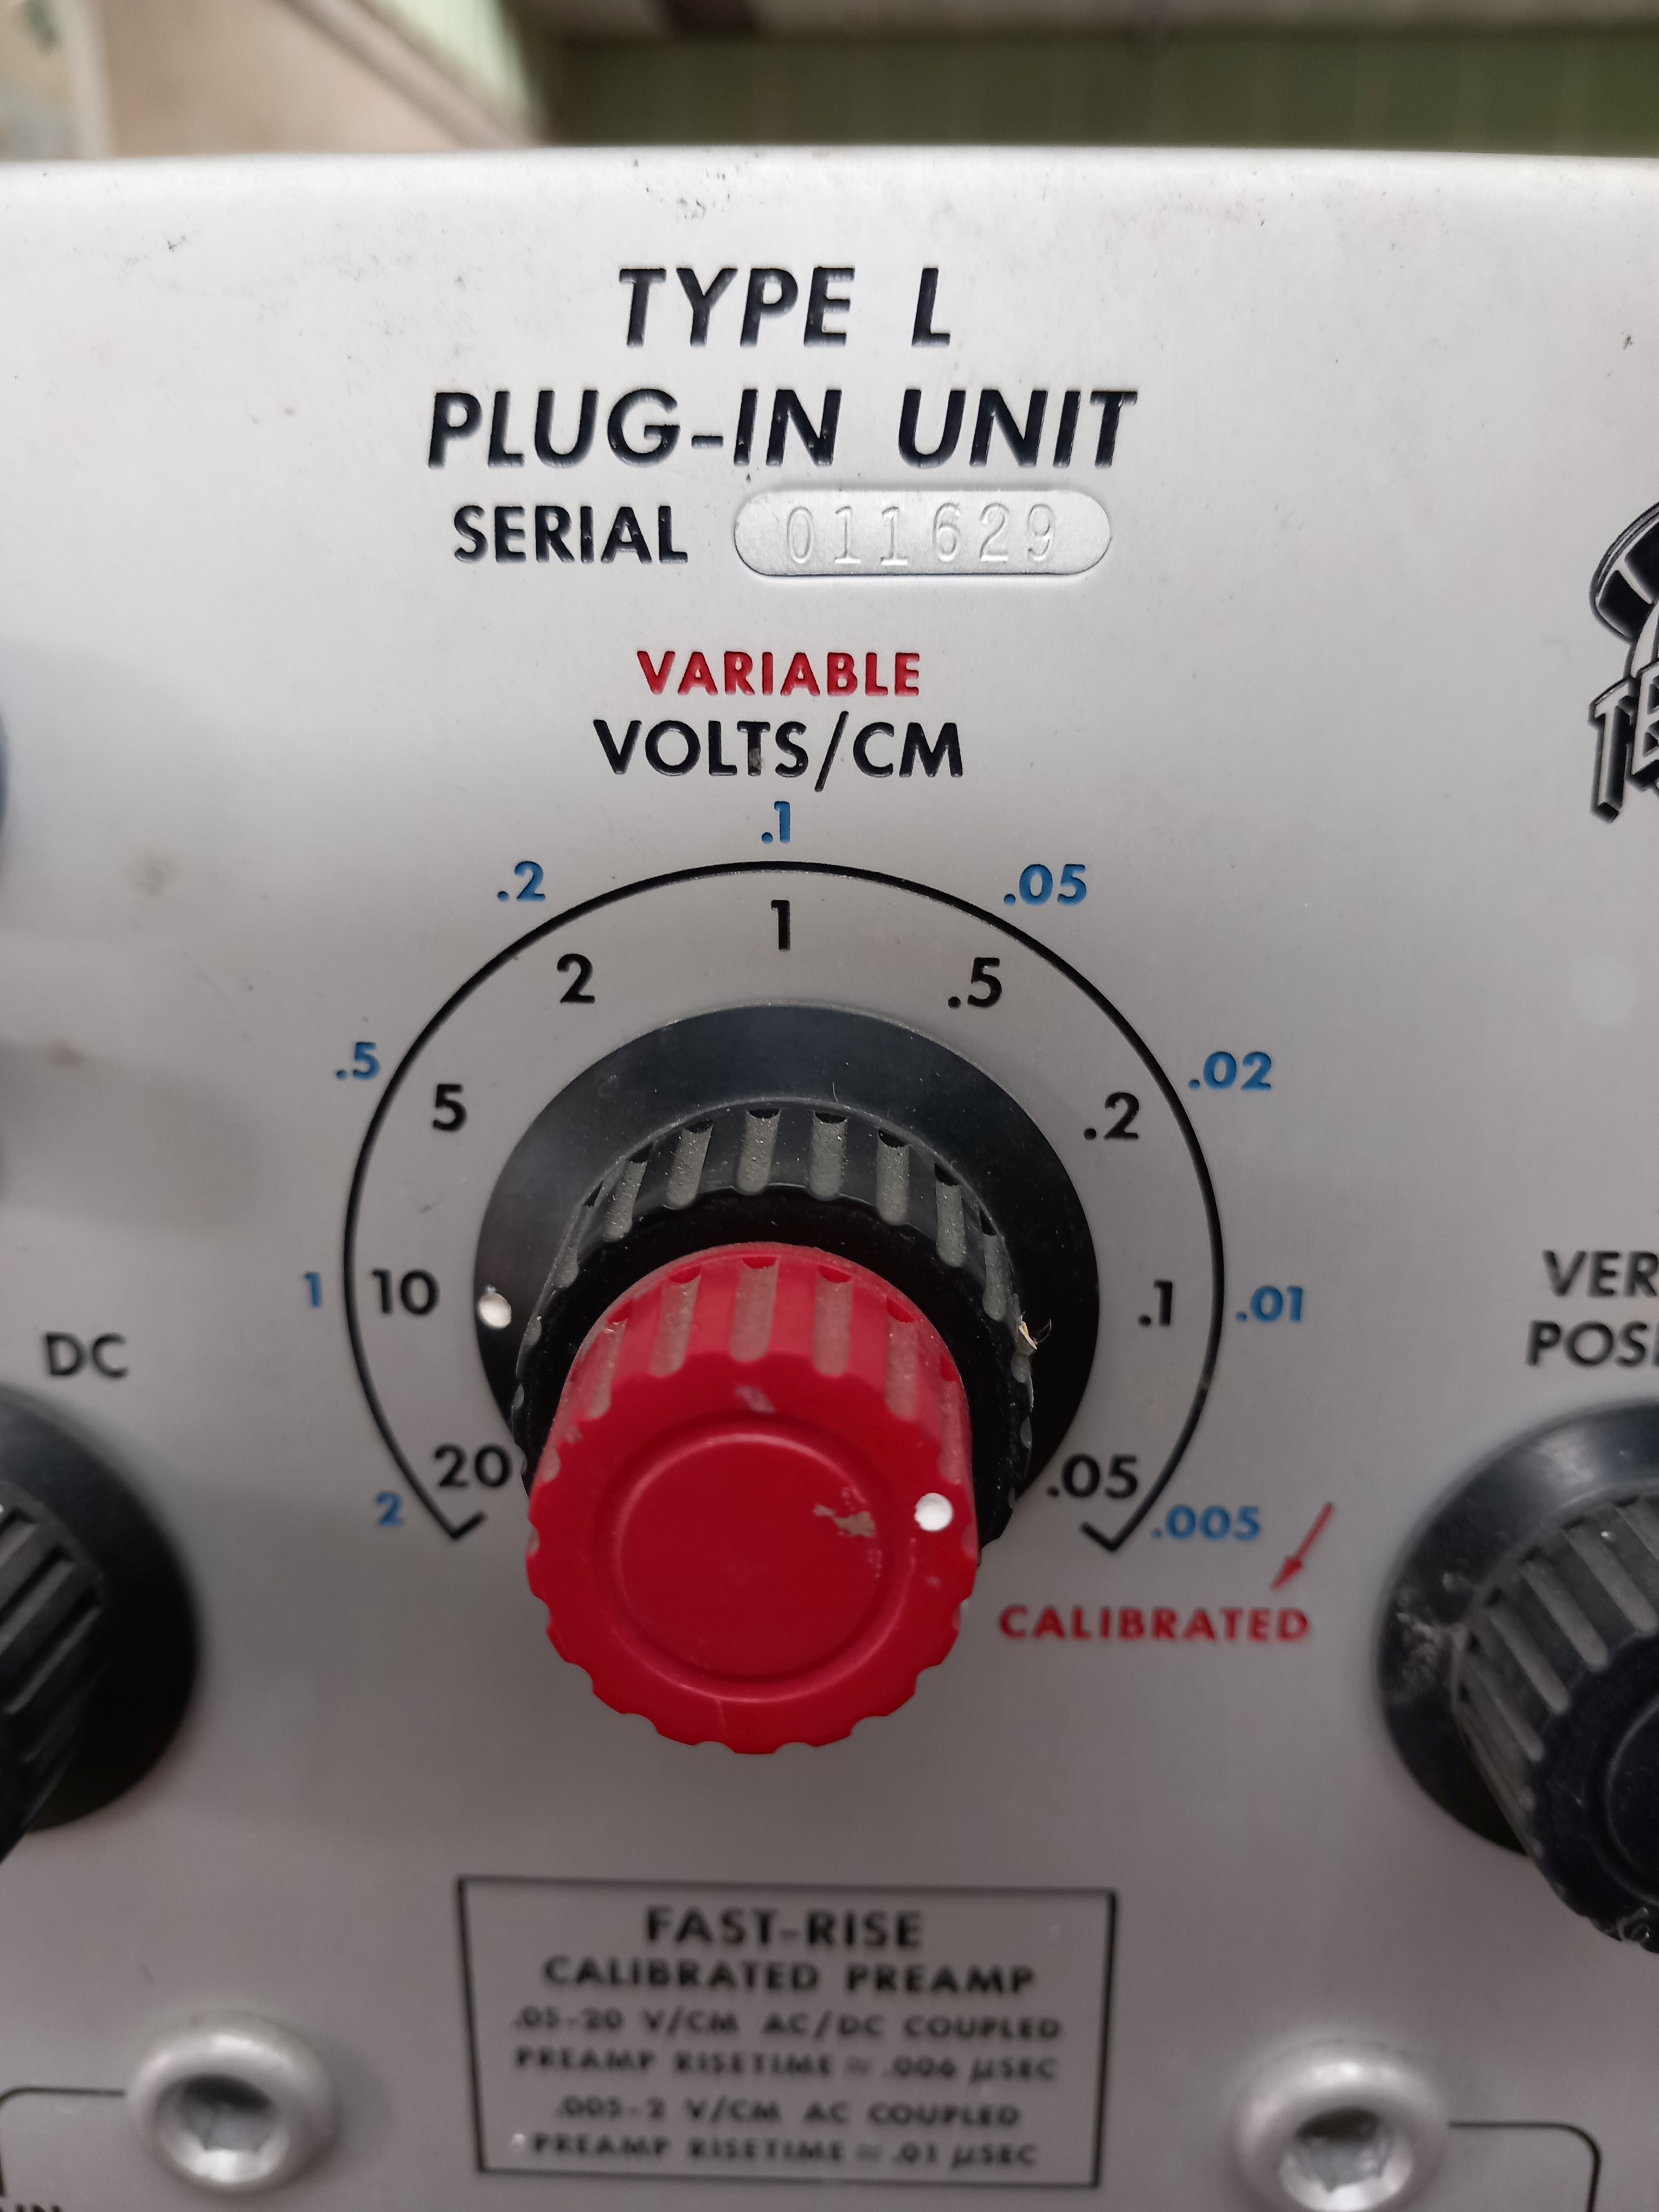 TYPE L
PLUG-IN UNIT
SERIAL 011629
VARIABLE
VOLTS/CM
.1
.2 .05
1
2 .5
.5 .02
5 .2
1 10 .1 .01
DC
20 .05
2 .005
CALIBRATED
FAST-RISE
CALIBRATED PREAMP
.05-20 V/CM AC/DC COUPLED
PREAMP RISETIME ≈ .006 µSEC
.005-2 V/CM AC COUPLED
PREAMP RISETIME ≈ .01 µSEC